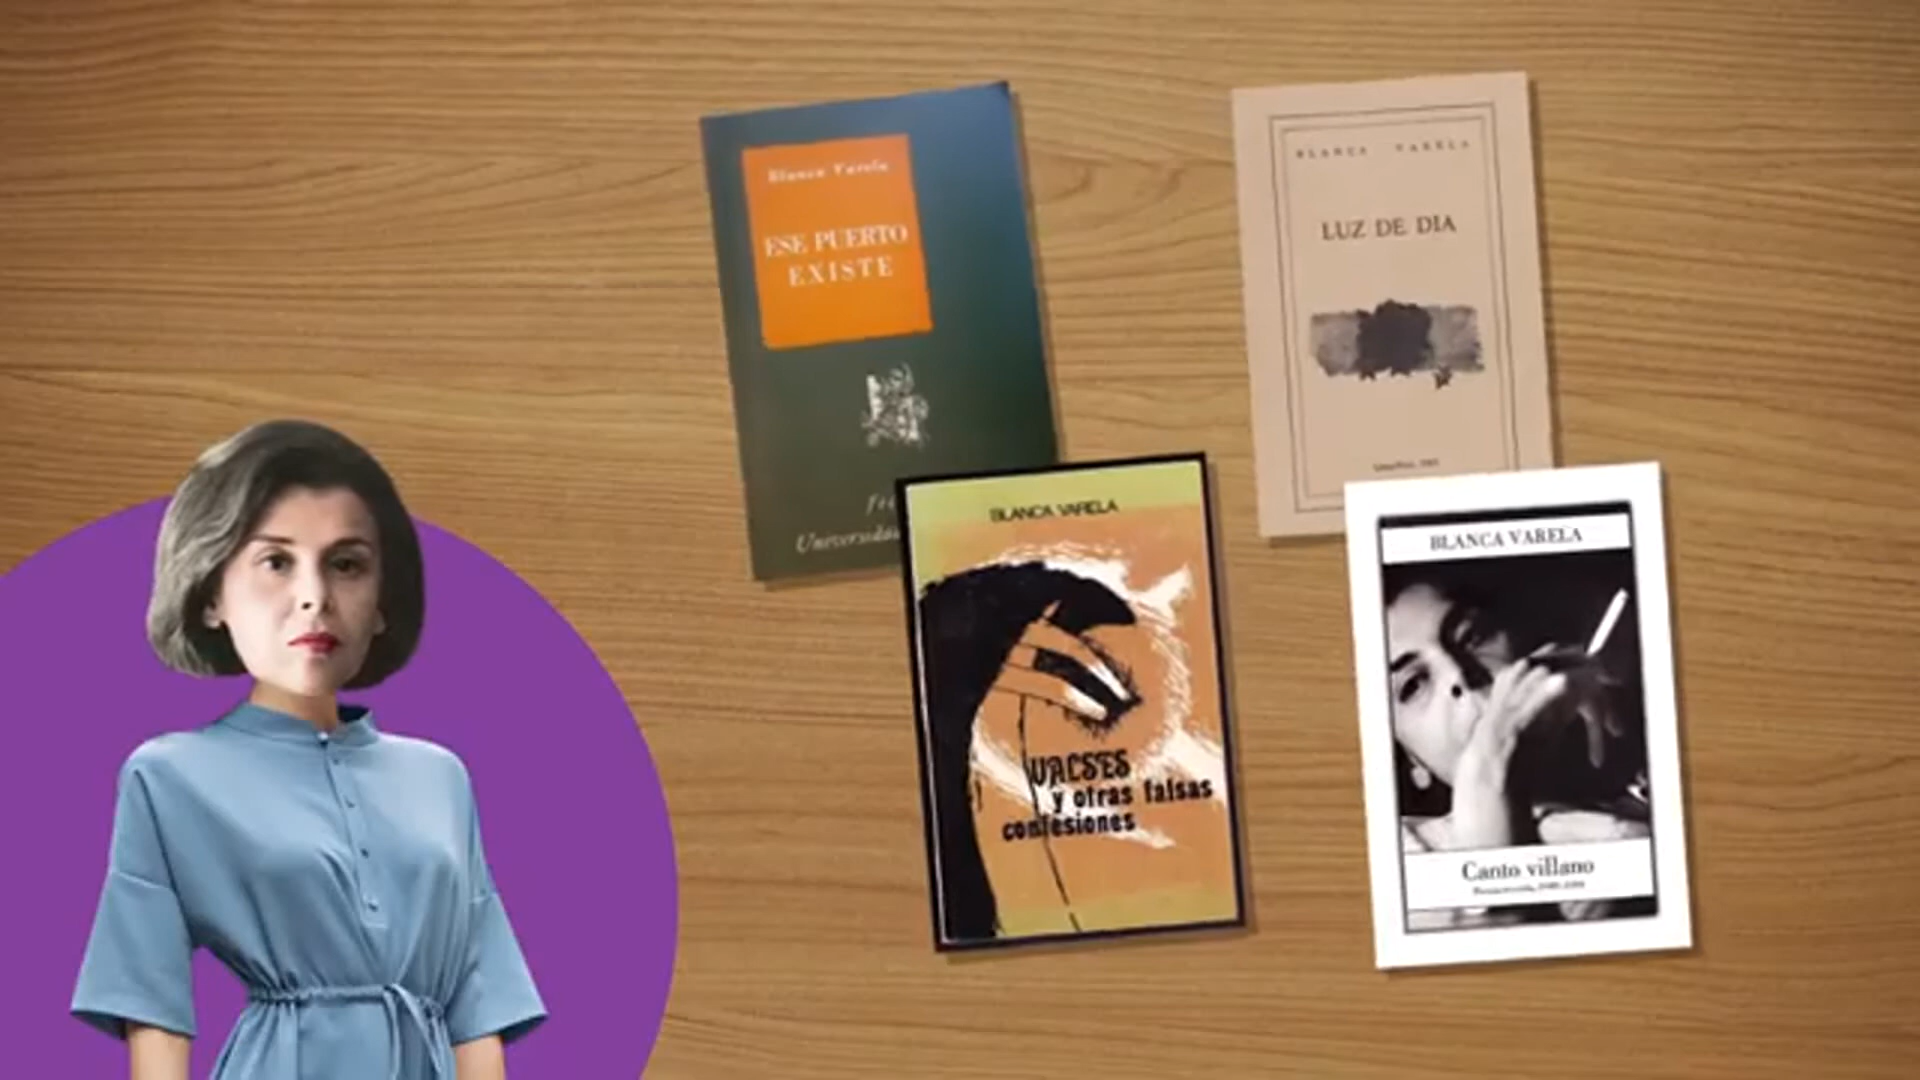 Blanca Varela
ESE PUERTO
EXISTE
BLANCA VARELA
LUZ DE DIA
BLANCA VARELA
VALSES
y otras falsas
confesiones
BLANCA VARELA
Canto villano